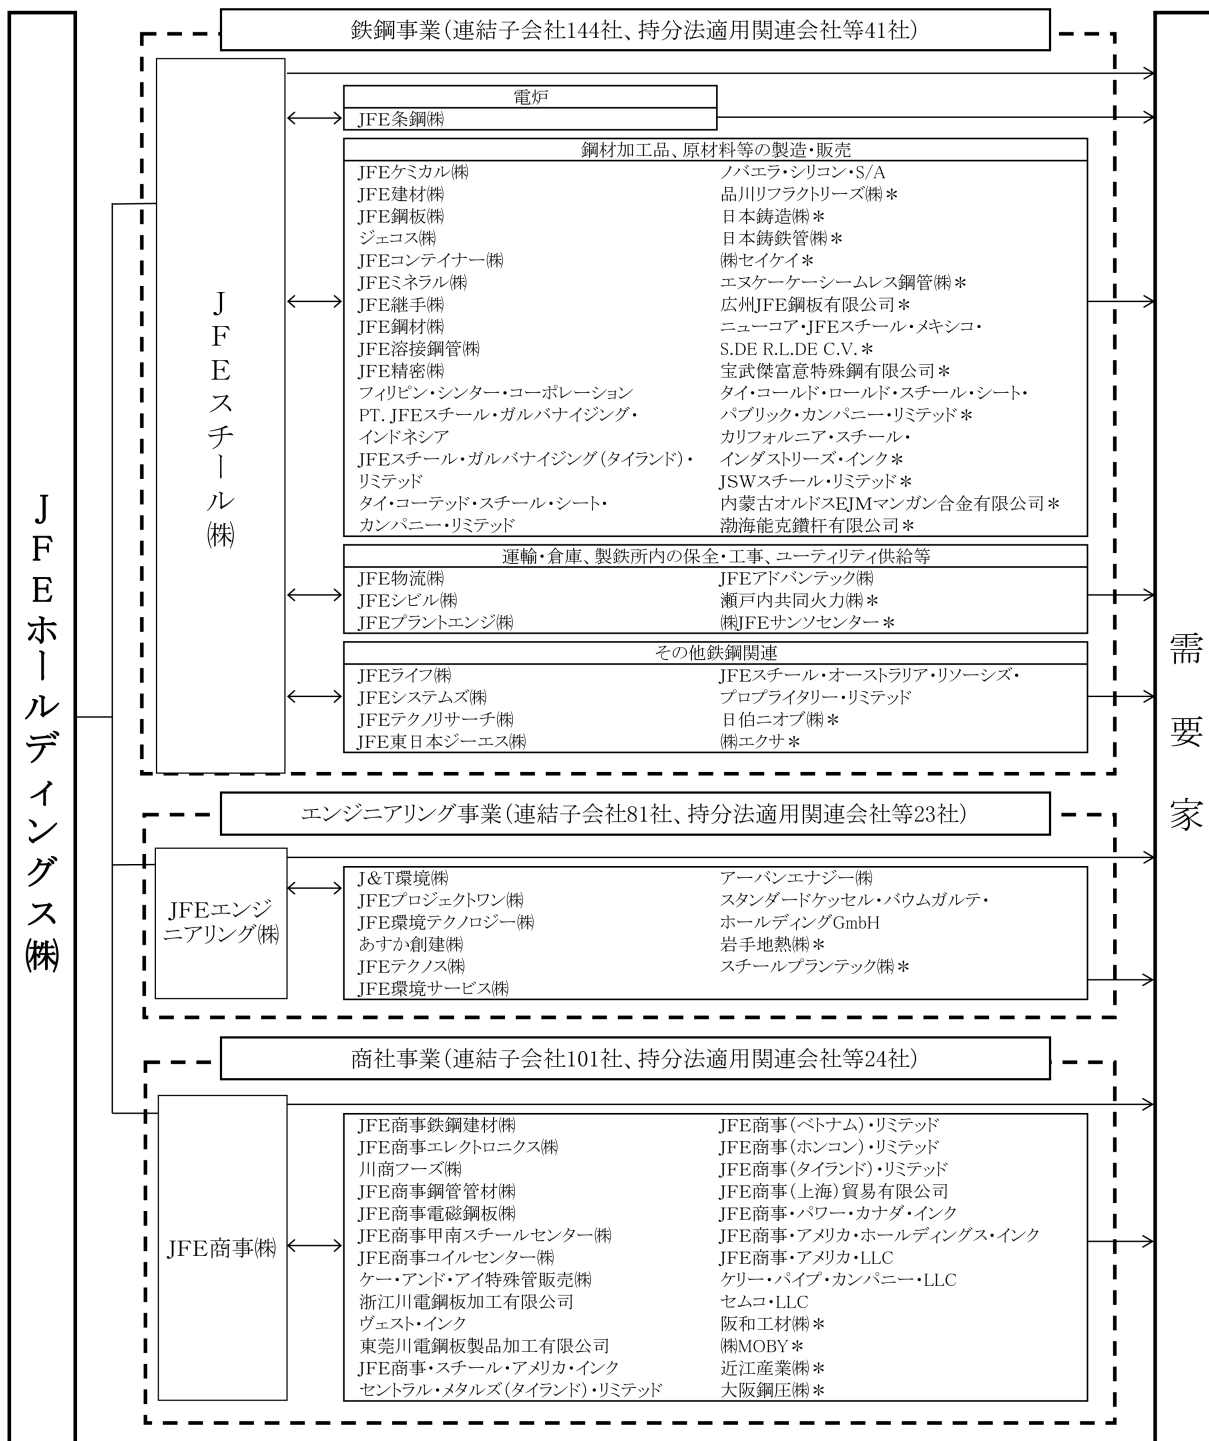 JFEホールディングス㈱
鉄鋼事業(連結子会社144社、持分法適用関連会社等41社)
JFEスチール㈱
電炉
JFE条鋼㈱
鋼材加工品、原材料等の製造・販売
JFEケミカル㈱
JFE建材㈱
JFE鋼板㈱
ジェコス㈱
JFEコンテイナー㈱
JFEミネラル㈱
JFE継手㈱
JFE鋼材㈱
JFE溶接鋼管㈱
JFE精密㈱
フィリピン・シンター・コーポレーション
PT. JFEスチール・ガルバナイジング・
インドネシア
JFEスチール・ガルバナイジング(タイランド)・
リミテッド
タイ・コーテッド・スチール・シート・
カンパニー・リミテッド
ノバエラ・シリコン・S/A
品川リフラクトリーズ㈱＊
日本鋳造㈱＊
日本鋳鉄管㈱＊
㈱セイケイ＊
エヌケーケーシームレス鋼管㈱＊
広州JFE鋼板有限公司＊
ニューコア・JFEスチール・メキシコ・
S.DE R.L.DE C.V.＊
宝武傑富意特殊鋼有限公司＊
タイ・コールド・ロールド・スチール・シート・
パブリック・カンパニー・リミテッド＊
カリフォルニア・スチール・
インダストリーズ・インク＊
JSWスチール・リミテッド＊
内蒙古オルドスEJMマンガン合金有限公司＊
渤海能克鑽杆有限公司＊
運輸・倉庫、製鉄所内の保全・工事、ユーティリティ供給等
JFE物流㈱
JFEシビル㈱
JFEプラントエンジ㈱
JFEアドバンテック㈱
瀬戸内共同火力㈱＊
㈱JFEサンソセンター＊
その他鉄鋼関連
JFEライフ㈱
JFEシステムズ㈱
JFEテクノリサーチ㈱
JFE東日本ジーエス㈱
JFEスチール・オーストラリア・リソーシズ・
プロプライタリー・リミテッド
日伯ニオブ㈱＊
㈱エクサ＊
エンジニアリング事業(連結子会社81社、持分法適用関連会社等23社)
JFEエンジ
ニアリング㈱
J&T環境㈱
JFEプロジェクトワン㈱
JFE環境テクノロジー㈱
あすか創建㈱
JFEテクノス㈱
JFE環境サービス㈱
アーバンエナジー㈱
スタンダードケッセル・バウムガルテ・
ホールディングGmbH
岩手地熱㈱＊
スチールプランテック㈱＊
商社事業(連結子会社101社、持分法適用関連会社等24社)
JFE商事㈱
JFE商事鉄鋼建材㈱
JFE商事エレクトロニクス㈱
川商フーズ㈱
JFE商事鋼管管材㈱
JFE商事電磁鋼板㈱
JFE商事甲南スチールセンター㈱
JFE商事コイルセンター㈱
ケー・アンド・アイ特殊管販売㈱
浙江川電鋼板加工有限公司
ヴェスト・インク
東莞川電鋼板製品加工有限公司
JFE商事・スチール・アメリカ・インク
セントラル・メタルズ(タイランド)・リミテッド
JFE商事(ベトナム)・リミテッド
JFE商事(ホンコン)・リミテッド
JFE商事(タイランド)・リミテッド
JFE商事(上海)貿易有限公司
JFE商事・パワー・カナダ・インク
JFE商事・アメリカ・ホールディングス・インク
JFE商事・アメリカ・LLC
ケリー・パイプ・カンパニー・LLC
セムコ・LLC
阪和工材㈱＊
㈱MOBY＊
近江産業㈱＊
大阪鋼圧㈱＊
需要家